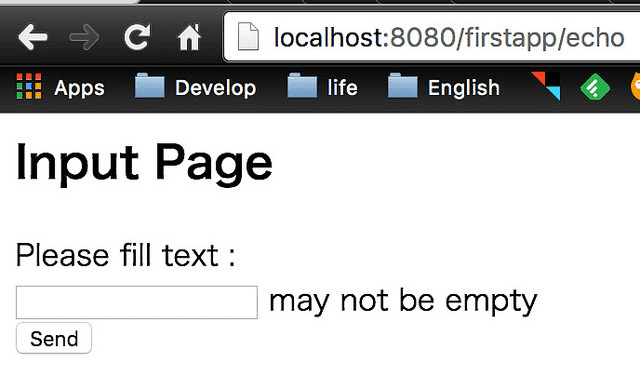 localhost:8080/firstapp/echo
Apps Develop life English
Input Page
Please fill text :
may not be empty
Send